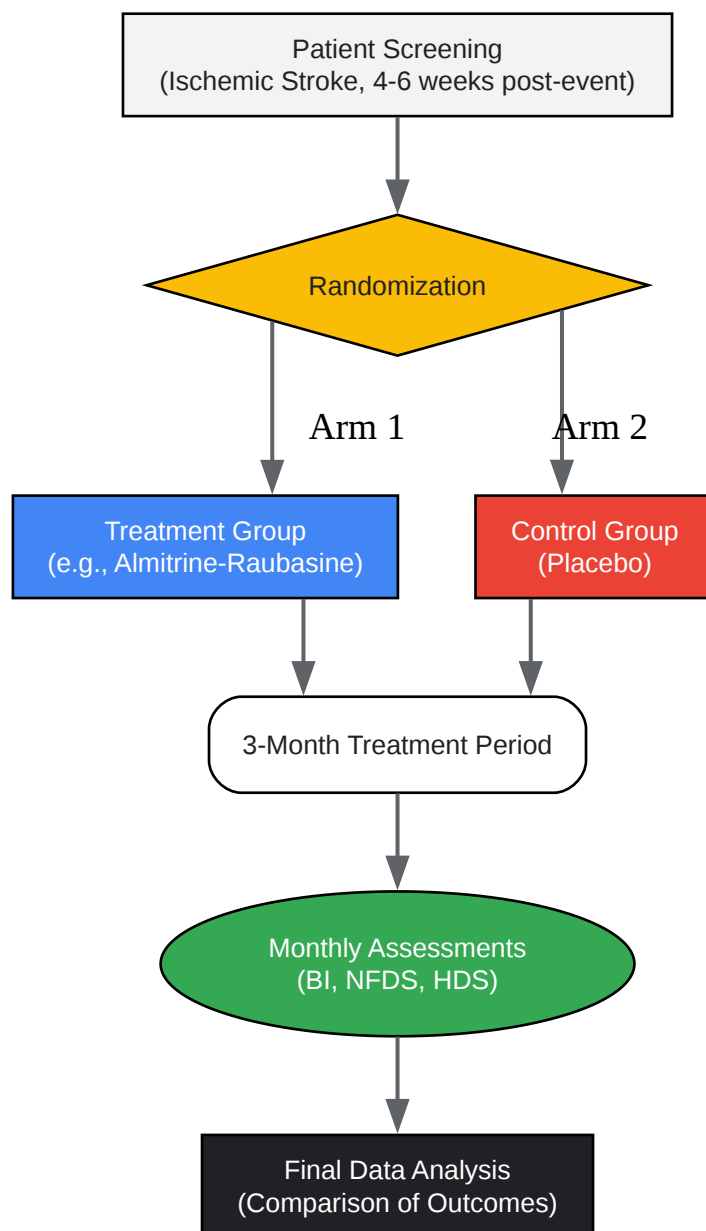 Patient Screening
(Ischemic Stroke, 4-6 weeks post-event)
Randomization
Arm 1
Arm 2
Treatment Group
(e.g., Almitrine-Raubasine)
Control Group
(Placebo)
3-Month Treatment Period
Monthly Assessments
(BI, NFDS, HDS)
Final Data Analysis
(Comparison of Outcomes)